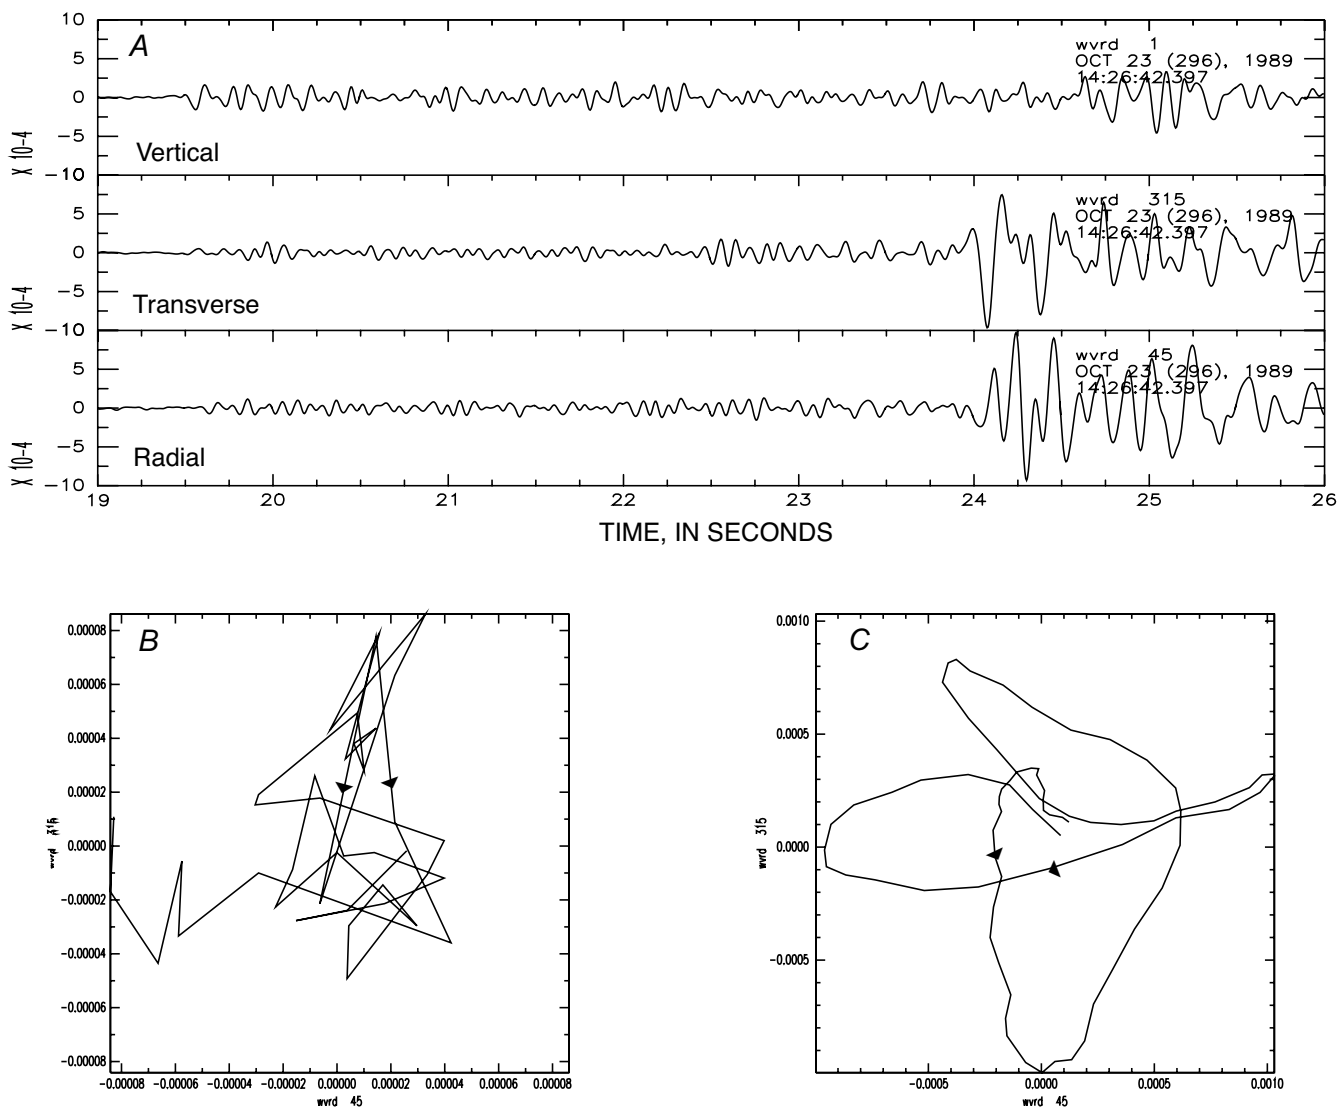 A
10
5
0
−5
−10
X 10-4
Vertical
wvrd 1
OCT 23 (296), 1989
14:26:42.397
5
0
−5
−10
X 10-4
Transverse
wvrd 315
OCT 23 (296), 1989
14:26:42.397
5
0
−5
−10
X 10-4
Radial
wvrd 45
OCT 23 (296), 1989
14:26:42.397
19 20 21 22 23 24 25 26
TIME, IN SECONDS
B
0.00008
0.00006
0.00004
0.00002
0.00000
−0.00002
−0.00004
−0.00006
−0.00008
wvrd 315
−0.00008 −0.00006 −0.00004 −0.00002 0.00000 0.00002 0.00004 0.00006 0.00008
wvrd 45
C
0.0010
0.0005
0.0000
−0.0005
wvrd 315
−0.0005 0.0000 0.0005 0.0010
wvrd 45